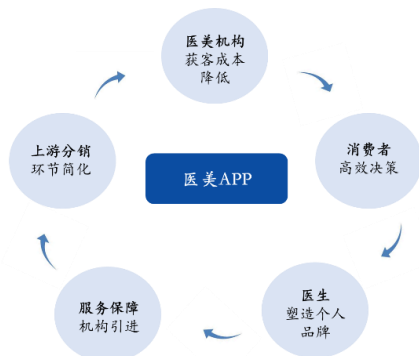 医美机构
获客成本
降低
消费者
高效决策
医生
塑造个人
品牌
服务保障
机构引进
上游分销
环节简化
医美APP